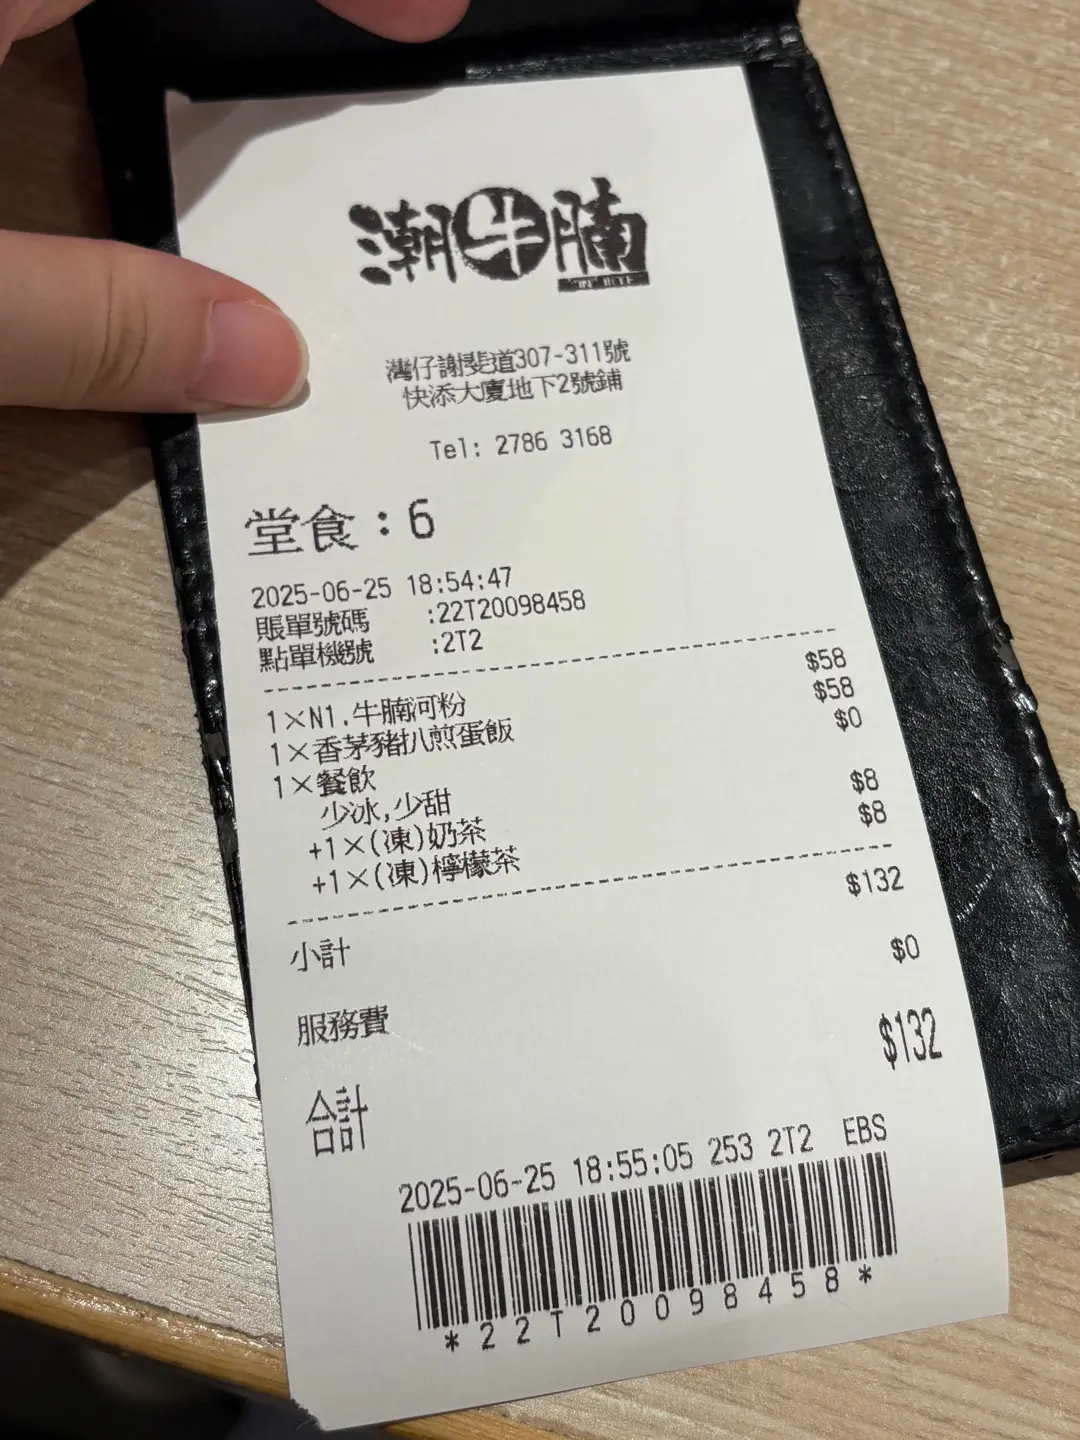 潮牛腩
灣仔謝斐道307-311號
快添大廈地下2號鋪
Tel: 2786 3168
堂食：6
2025-06-25 18:54:47
賬單號碼 :22T20098458
點單機號 :2T2
1×N1.牛腩河粉 $58
1×香茅豬扒煎蛋飯 $58
1×餐飲 $0
少冰,少甜
+1×(凍)奶茶 $8
+1×(凍)檸檬茶 $8
小計 $132
服務費 $0
合計 $132
2025-06-25 18:55:05 253 2T2 EBS
*22T20098458*